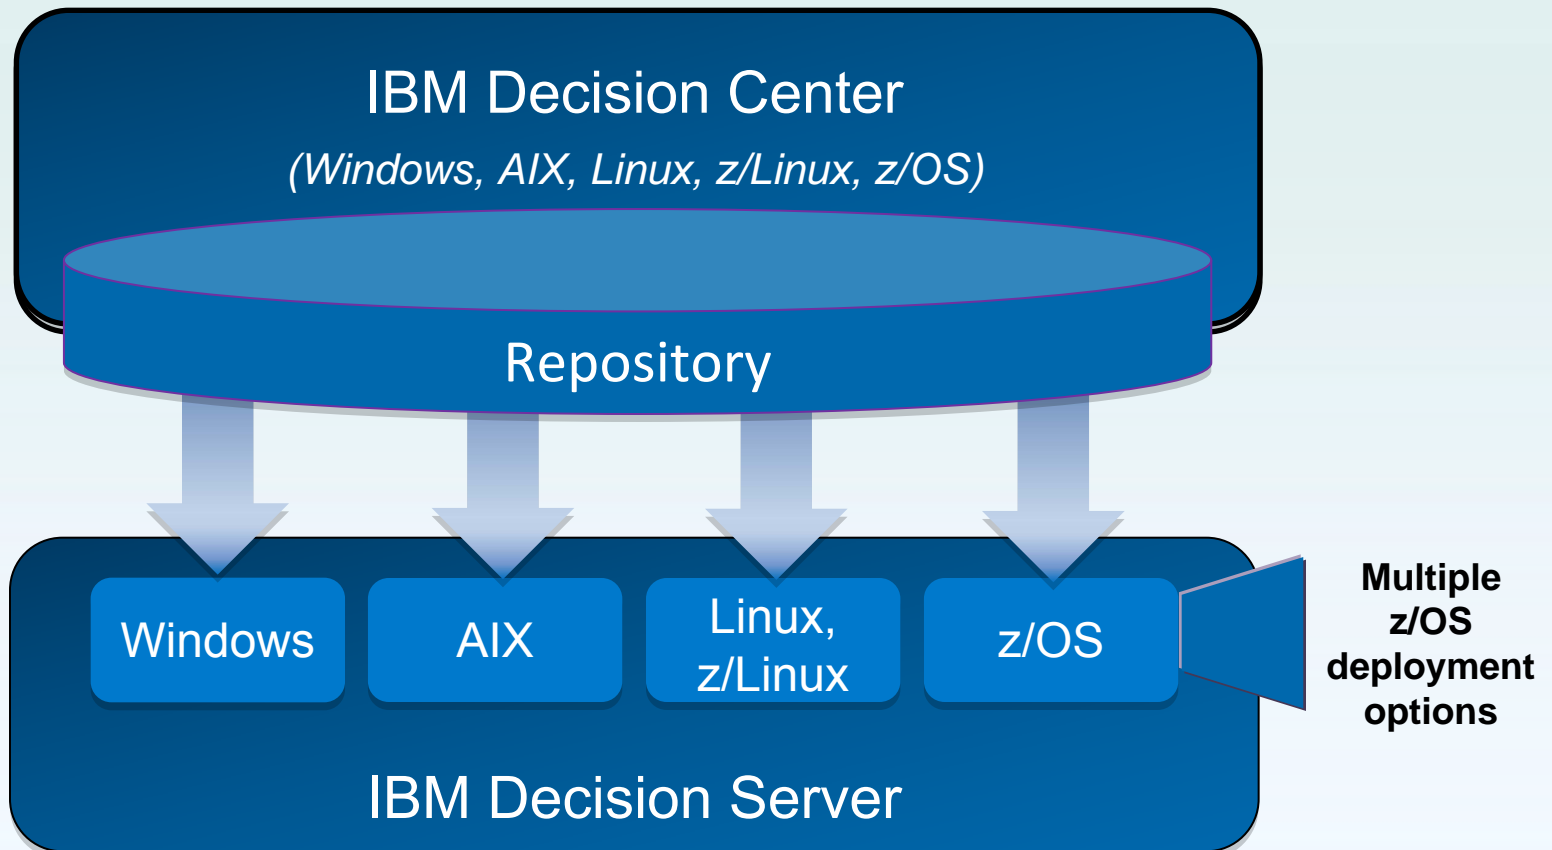 IBM Decision Center
(Windows, AIX, Linux, z/Linux, z/OS)
Repository
Windows
AIX
Linux,
z/Linux
z/OS
Multiple
z/OS
deployment
options
IBM Decision Server